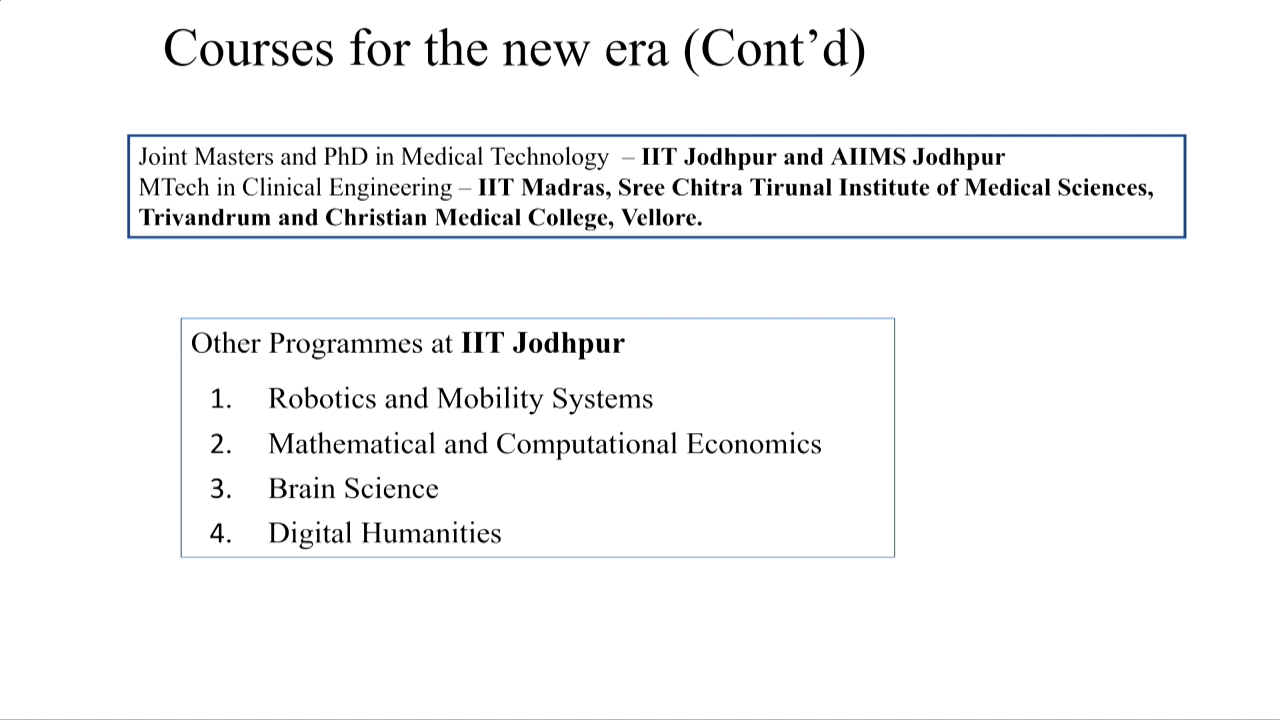 Courses for the new era (Cont’d)
Joint Masters and PhD in Medical Technology – IIT Jodhpur and AIIMS Jodhpur
MTech in Clinical Engineering – IIT Madras, Sree Chitra Tirunal Institute of Medical Sciences,
Trivandrum and Christian Medical College, Vellore.
Other Programmes at IIT Jodhpur
1. Robotics and Mobility Systems
2. Mathematical and Computational Economics
3. Brain Science
4. Digital Humanities